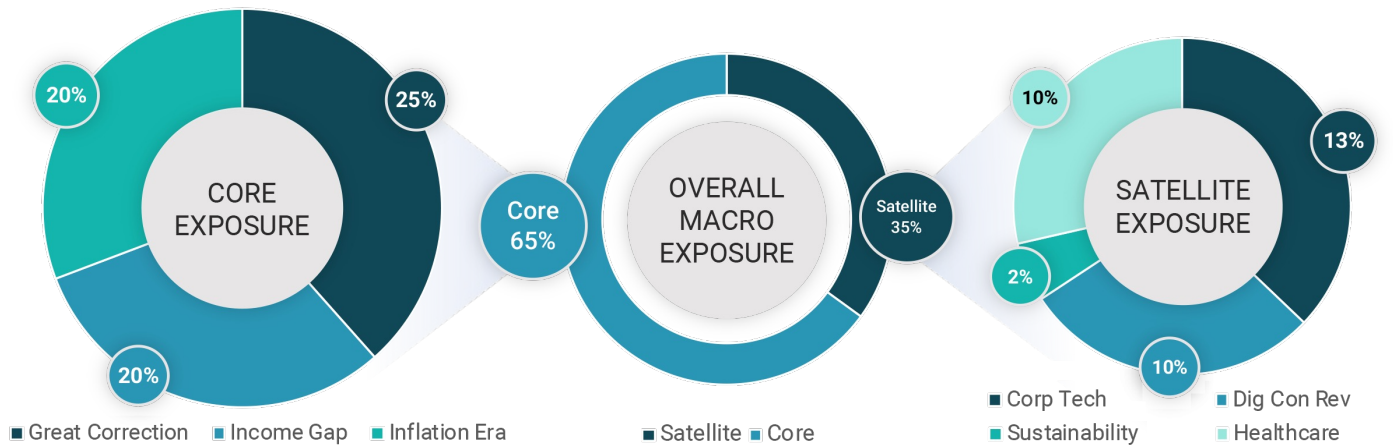 20%
25%
CORE
EXPOSURE
20%
Great Correction
Income Gap
Inflation Era
Core
65%
OVERALL
MACRO
EXPOSURE
Satellite
35%
Satellite
Core
10%
13%
SATELLITE
EXPOSURE
2%
10%
Corp Tech
Dig Con Rev
Sustainability
Healthcare